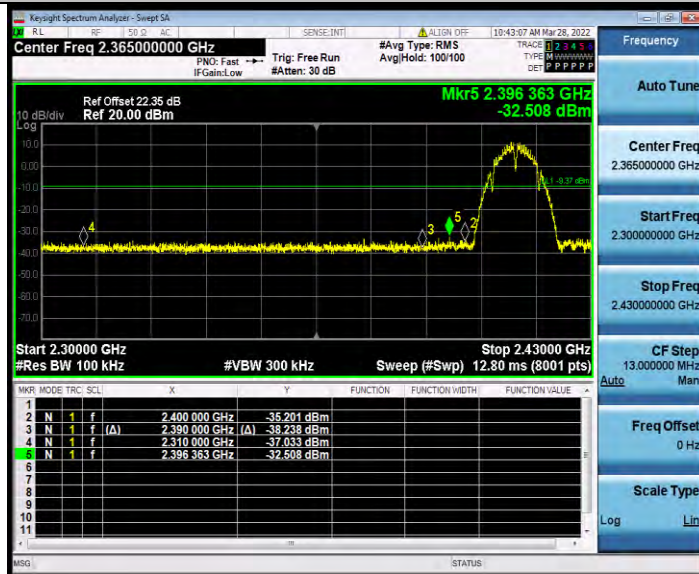 Keysight Spectrum Analyzer - Swept SA
RL RF 50 Ω AC SENSE:INT ALIGN OFF 10:43:07 AM Mar 28, 2022
Center Freq 2.365000000 GHz
PNO: Fast
IFGain:Low
Trig: Free Run
#Atten: 30 dB
#Avg Type: RMS
Avg|Hold: 100/100
TRACE 1 2 3 4 5 6
TYPE M
DET P P P P P P
Ref Offset 22.35 dB
10 dB/div Ref 20.00 dBm
Log
Mkr5 2.396 363 GHz
-32.508 dBm
10.0
0.00
-10.0
L1 -9.37 dBm
-20.0
-30.0
-40.0
-50.0
-60.0
-70.0
4
3
5
2
Start 2.30000 GHz
Stop 2.43000 GHz
#Res BW 100 kHz #VBW 300 kHz Sweep (#Swp) 12.80 ms (8001 pts)
MKR MODE TRC SCL X Y FUNCTION FUNCTION WIDTH FUNCTION VALUE
1
2 N 1 f 2.400 000 GHz -35.201 dBm
3 N 1 f (Δ) 2.390 000 GHz (Δ) -38.238 dBm
4 N 1 f 2.310 000 GHz -37.033 dBm
5 N 1 f 2.396 363 GHz -32.508 dBm
6
7
8
9
10
11
MSG STATUS
Frequency
Auto Tune
Center Freq
2.365000000 GHz
Start Freq
2.300000000 GHz
Stop Freq
2.430000000 GHz
CF Step
13.000000 MHz
Auto Man
Freq Offset
0 Hz
Scale Type
Log Lin